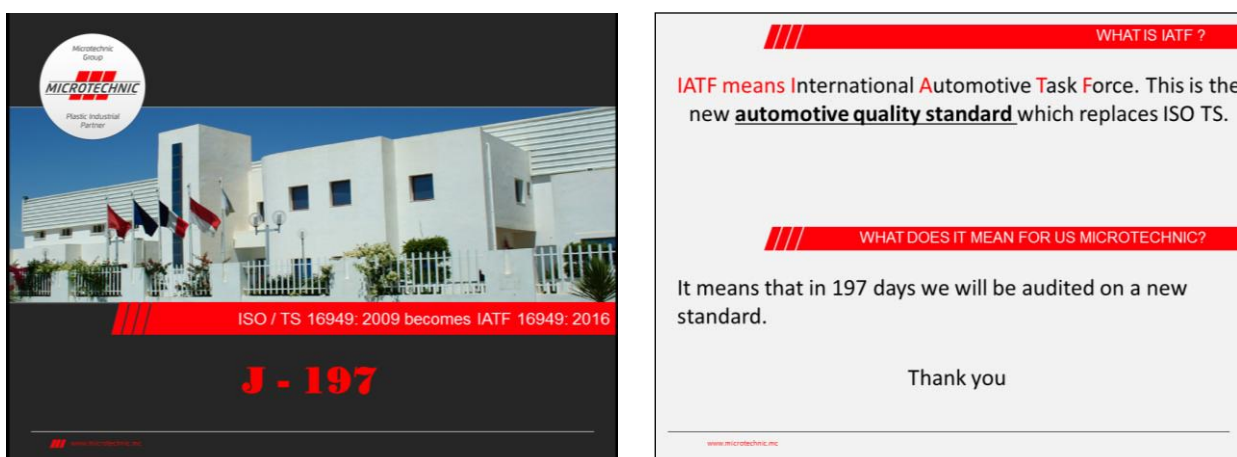 Microtechnic
Group
MICROTECHNIC
Plastic Industrial
Partner
ISO / TS 16949: 2009 becomes IATF 16949: 2016
J - 197
www.microtechnic.mc
WHAT IS IATF ?
IATF means International Automotive Task Force. This is the
new automotive quality standard which replaces ISO TS.
WHAT DOES IT MEAN FOR US MICROTECHNIC?
It means that in 197 days we will be audited on a new
standard.
Thank you
www.microtechnic.mc